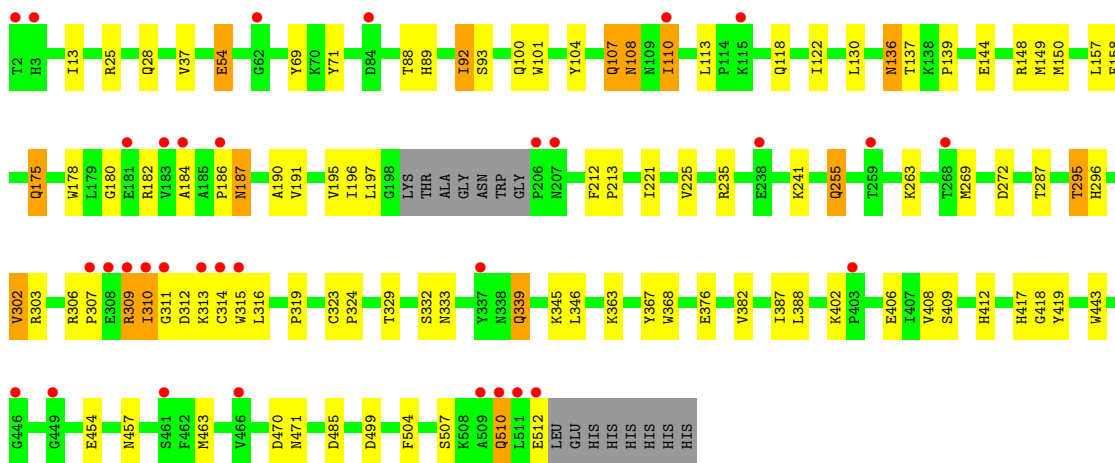 T2 H3 I13 R25 Q28 V37 E54 G62 Y69 K70 Y71 D84 T88 H89 I92 S93 Q100 W101 Y104 Q107 N108 N109 I110 L113 P114 K115 Q118 I122 L130 N136 T137 K138 P139 E144 R148 M149 M150 L157
Q175 W178 L179 G180 E181 R182 V183 A184 A185 P186 N187 A190 V191 V195 I196 L197 G198 LYS THR ALA GLY ASN TRP GLY P206 N207 F212 P213 I221 V225 R235 E238 K241 Q255 T259 K263 T268 M269 D272 T287 T295 H296
V302 R303 R306 P307 E308 R309 I310 G311 D312 K313 C314 W315 L316 P319 C323 P324 T329 S332 N333 Y337 N338 Q339 K345 L346 K363 Y367 W368 E376 V382 I387 L388 K402 P403 E406 I407 V408 S409 H412 H417 G418 Y419 W443
G446 G449 E454 N457 S461 F462 M463 V466 D470 N471 D485 D499 F504 S507 K508 A509 Q510 L511 E512 LEU GLU HIS HIS HIS HIS HIS HIS